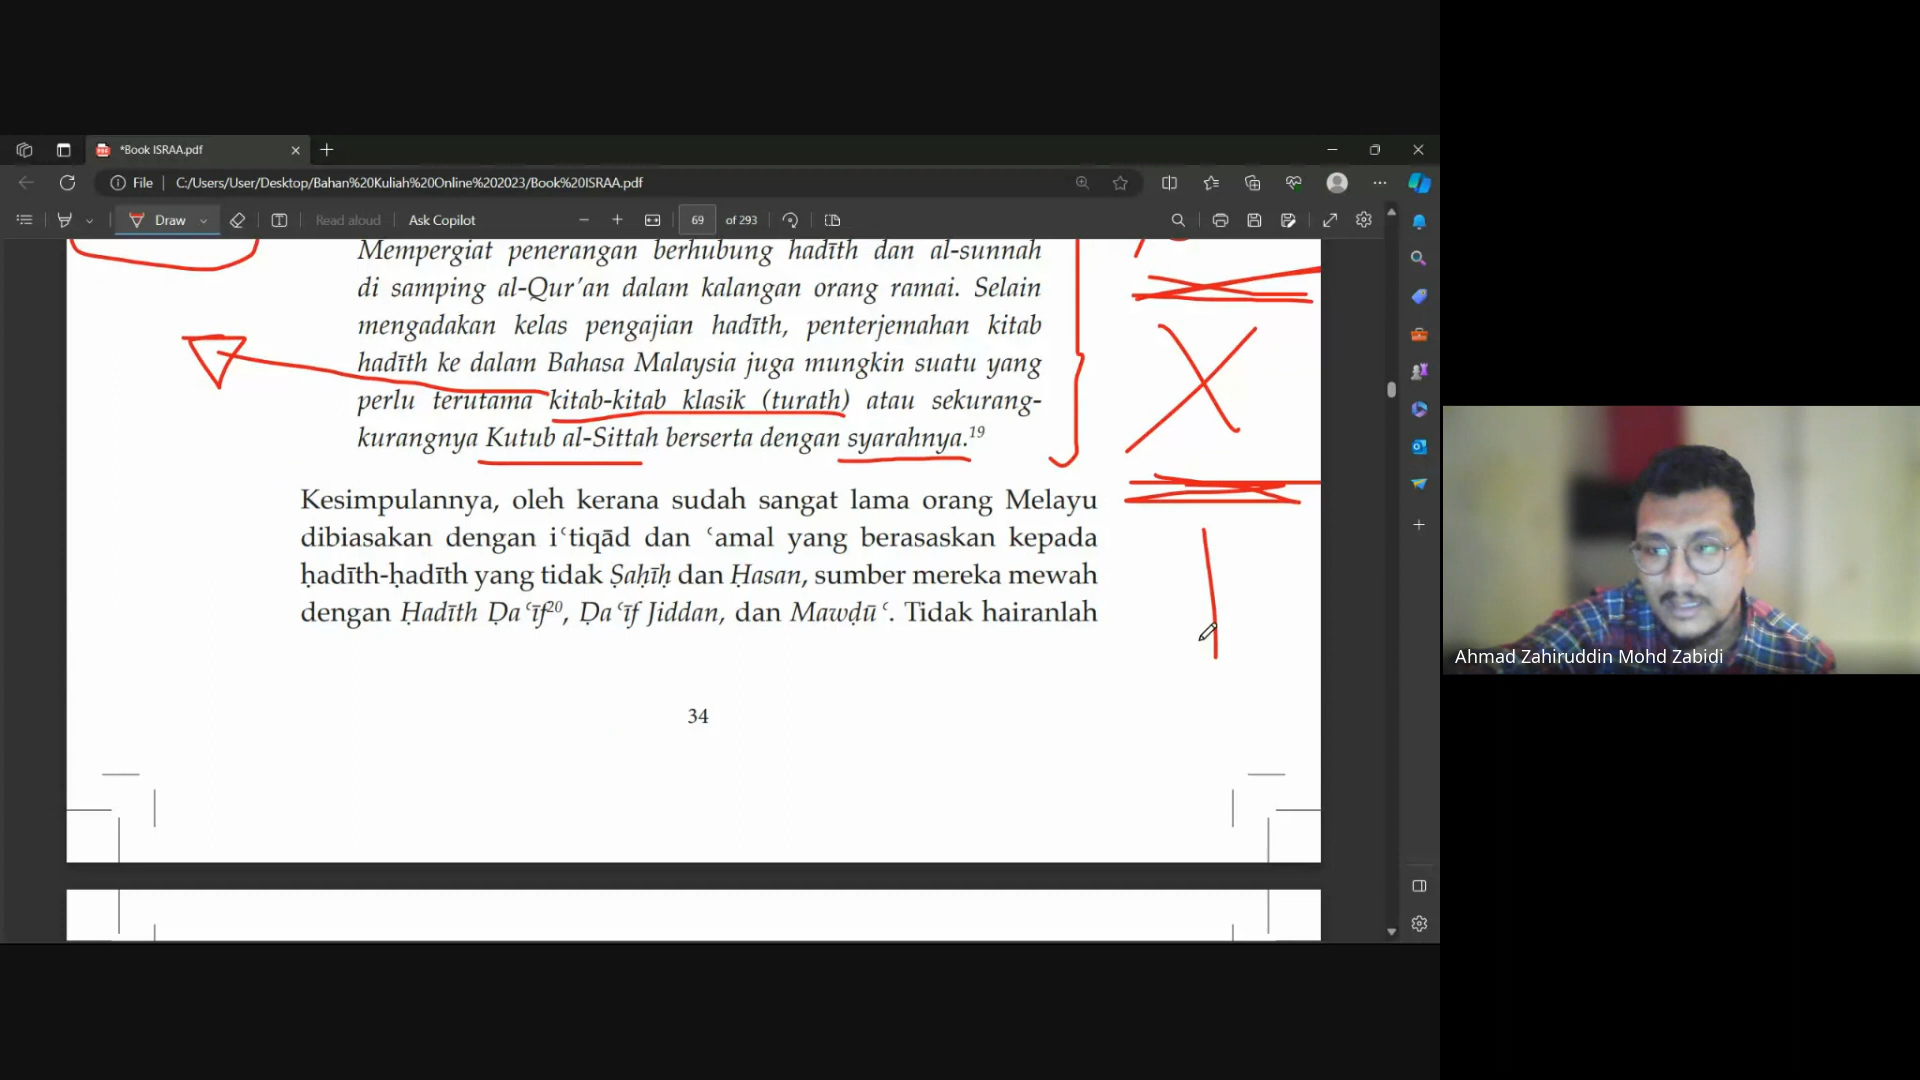 *Book ISRAA.pdf
File
C:/Users/User/Desktop/Bahan%20Kuliah%20Online%202023/Book%20ISRAA.pdf
Draw
Read aloud
Ask Copilot
69
of 293
Mempergiat penerangan berhubung hadīth dan al-sunnah
di samping al-Qur’an dalam kalangan orang ramai. Selain
mengadakan kelas pengajian hadīth, penterjemahan kitab
hadīth ke dalam Bahasa Malaysia juga mungkin suatu yang
perlu terutama kitab-kitab klasik (turath) atau sekurang-
kurangnya Kutub al-Sittah berserta dengan syarahnya.19
Kesimpulannya, oleh kerana sudah sangat lama orang Melayu
dibiasakan dengan iʿtiqād dan ʿamal yang berasaskan kepada
ḥadīth-ḥadīth yang tidak Ṣaḥīḥ dan Ḥasan, sumber mereka mewah
dengan Ḥadīth Ḍaʿīf20, Ḍaʿīf Jiddan, dan Mawḍūʿ. Tidak hairanlah
34
Ahmad Zahiruddin Mohd Zabidi